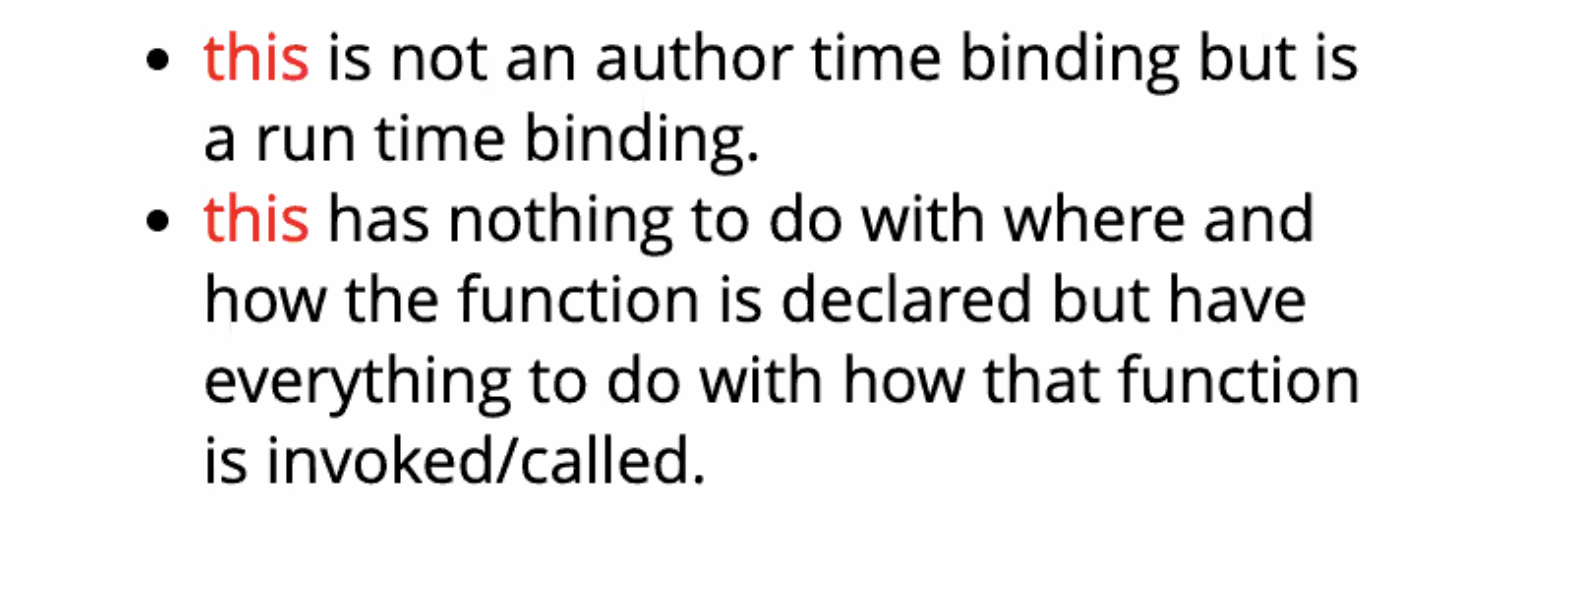 • this is not an author time binding but is
a run time binding.
• this has nothing to do with where and
how the function is declared but have
everything to do with how that function
is invoked/called.